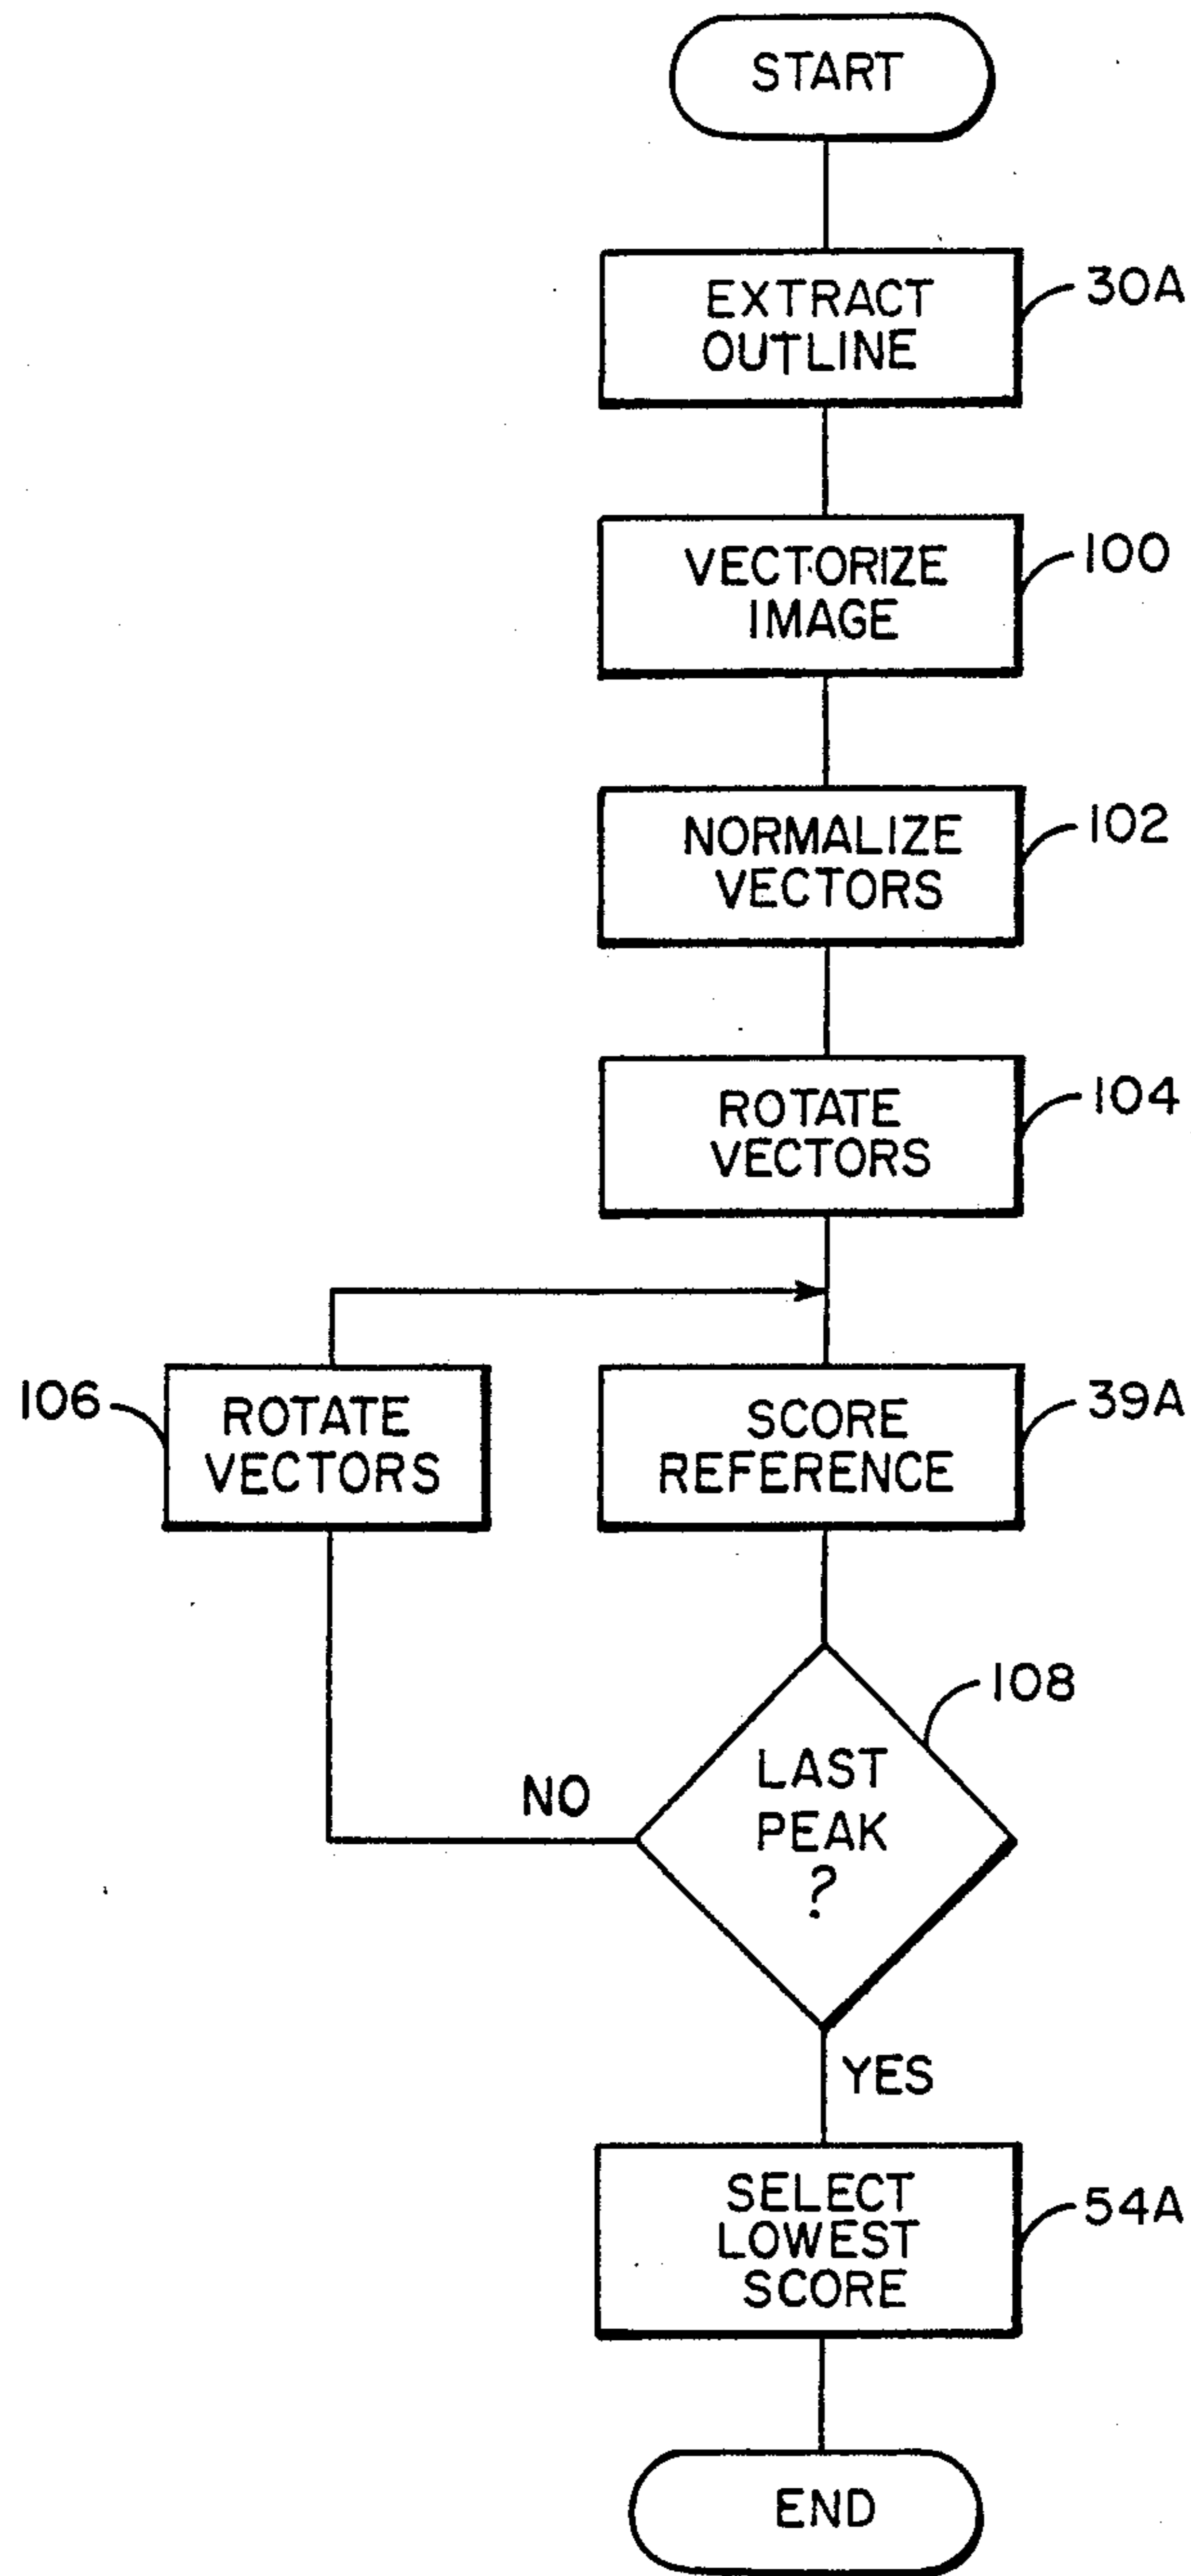 START
EXTRACT
OUTLINE
30A
VECTORIZE
IMAGE
100
NORMALIZE
VECTORS
102
ROTATE
VECTORS
104
106
ROTATE
VECTORS
SCORE
REFERENCE
39A
108
LAST
PEAK
?
NO
YES
SELECT
LOWEST
SCORE
54A
END